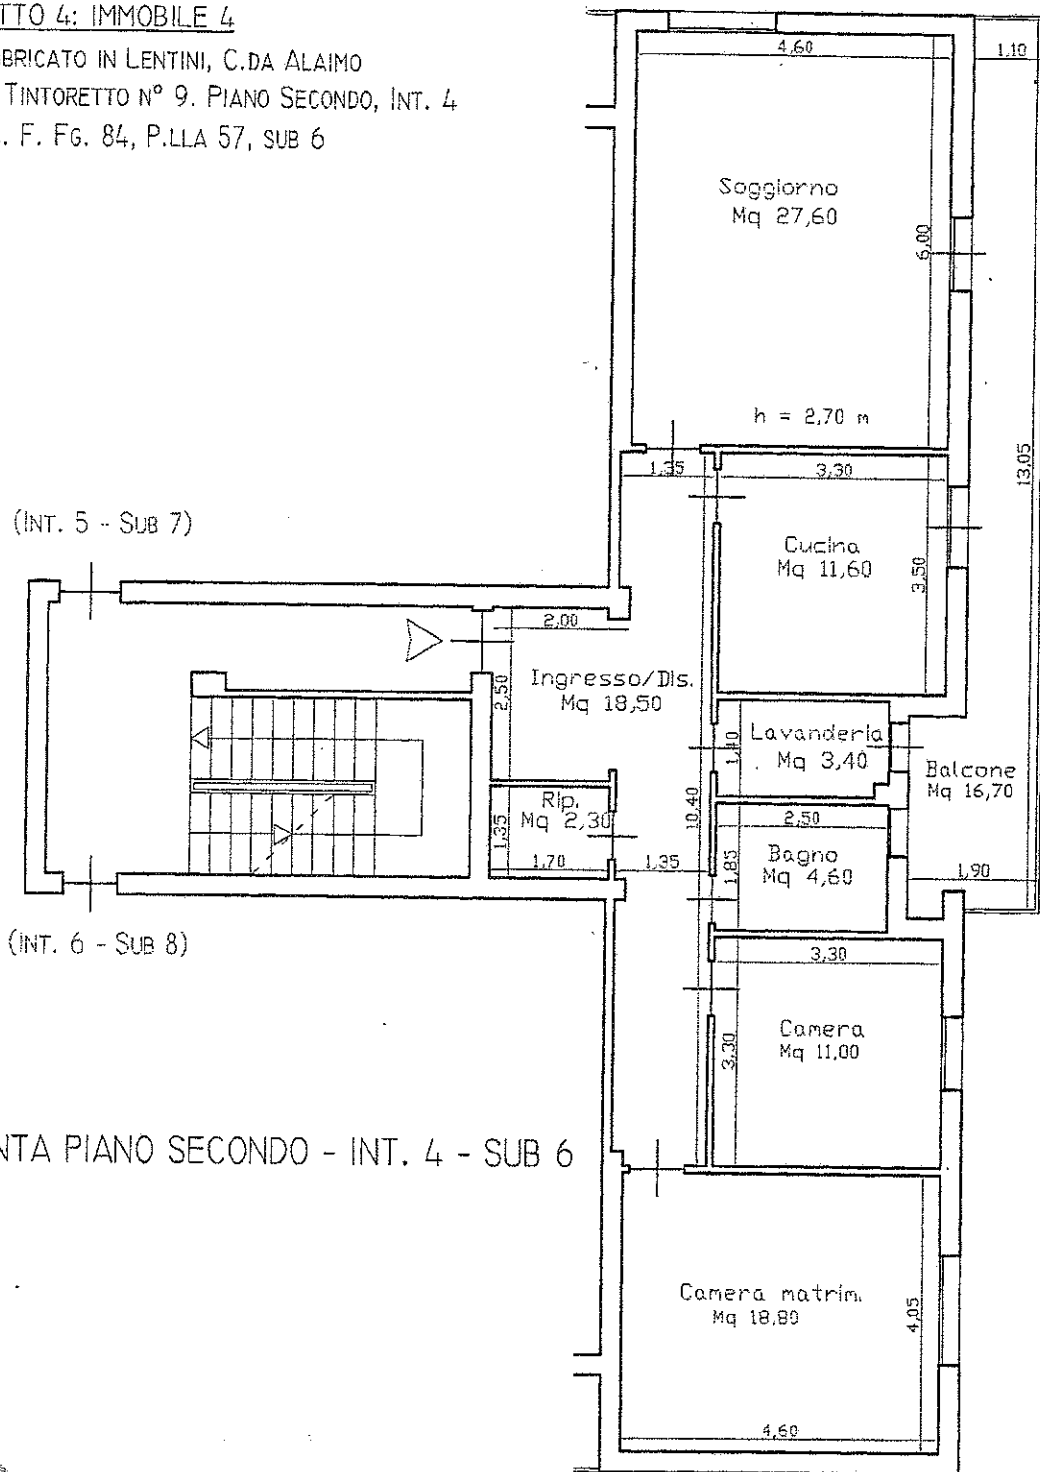 TTO 4: IMMOBILE 4
BRICATO IN LENTINI, C.DA ALAIMO
TINTORETTO N° 9. PIANO SECONDO, INT. 4
. F. FG. 84, P.LLA 57, SUB 6
4,60
1,10
Soggiorno
Mq 27,60
6,00
h = 2,70 m
13,05
1,35
3,30
(INT. 5 - SUB 7)
Cucina
Mq 11,60
3,50
2,00
2,50
Ingresso/Dis.
Mq 18,50
Lavanderia
Mq 3,40
1,40
Balcone
Mq 16,70
Rip.
Mq 2,30
1,35
1,70
1,35
10,40
2,50
Bagno
Mq 4,60
1,85
1,90
(INT. 6 - SUB 8)
3,30
Camera
Mq 11,00
3,30
NTA PIANO SECONDO - INT. 4 - SUB 6
Camera matrim.
Mq 18,80
4,05
4,60